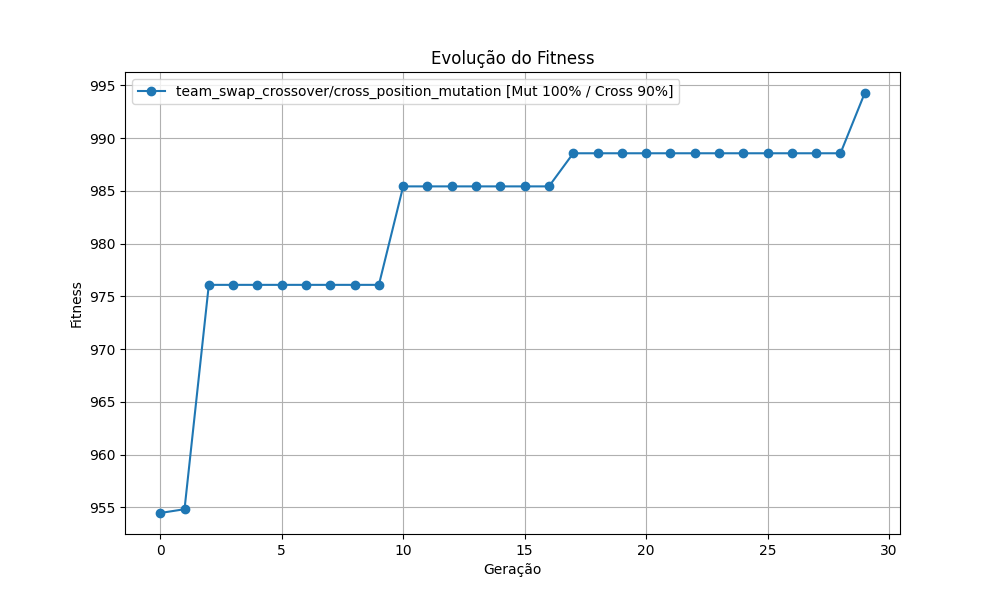 Evolução do Fitness
team_swap_crossover/cross_position_mutation [Mut 100% / Cross 90%]
995
990
985
980
975
970
965
960
955
Fitness
0 5 10 15 20 25 30
Geração